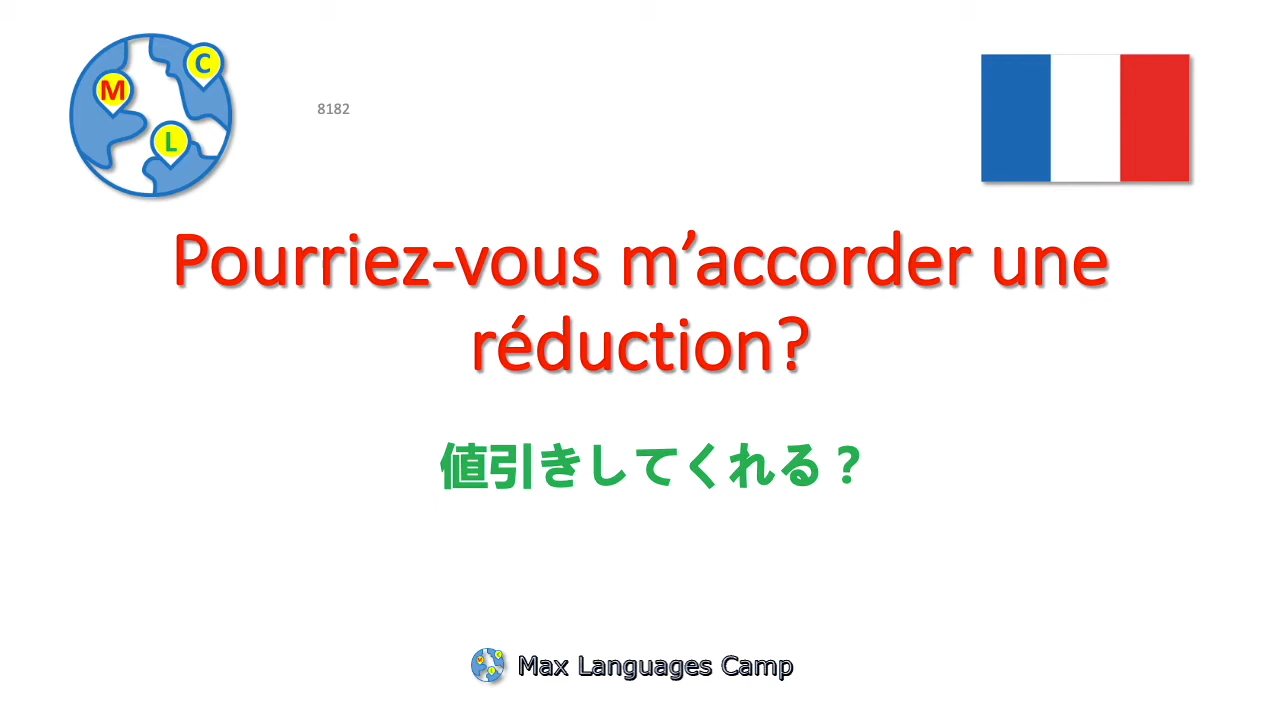 C
M
L
8182
Pourriez-vous m’accorder une
réduction?
値引きしてくれる？
Max Languages Camp